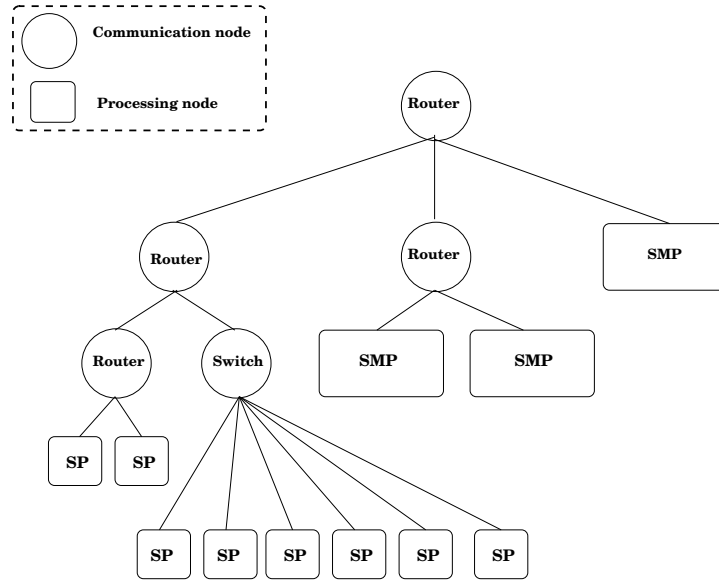 Communication node
Processing node
Router
Router
Router
SMP
Router
Switch
SMP
SMP
SP
SP
SP
SP
SP
SP
SP
SP